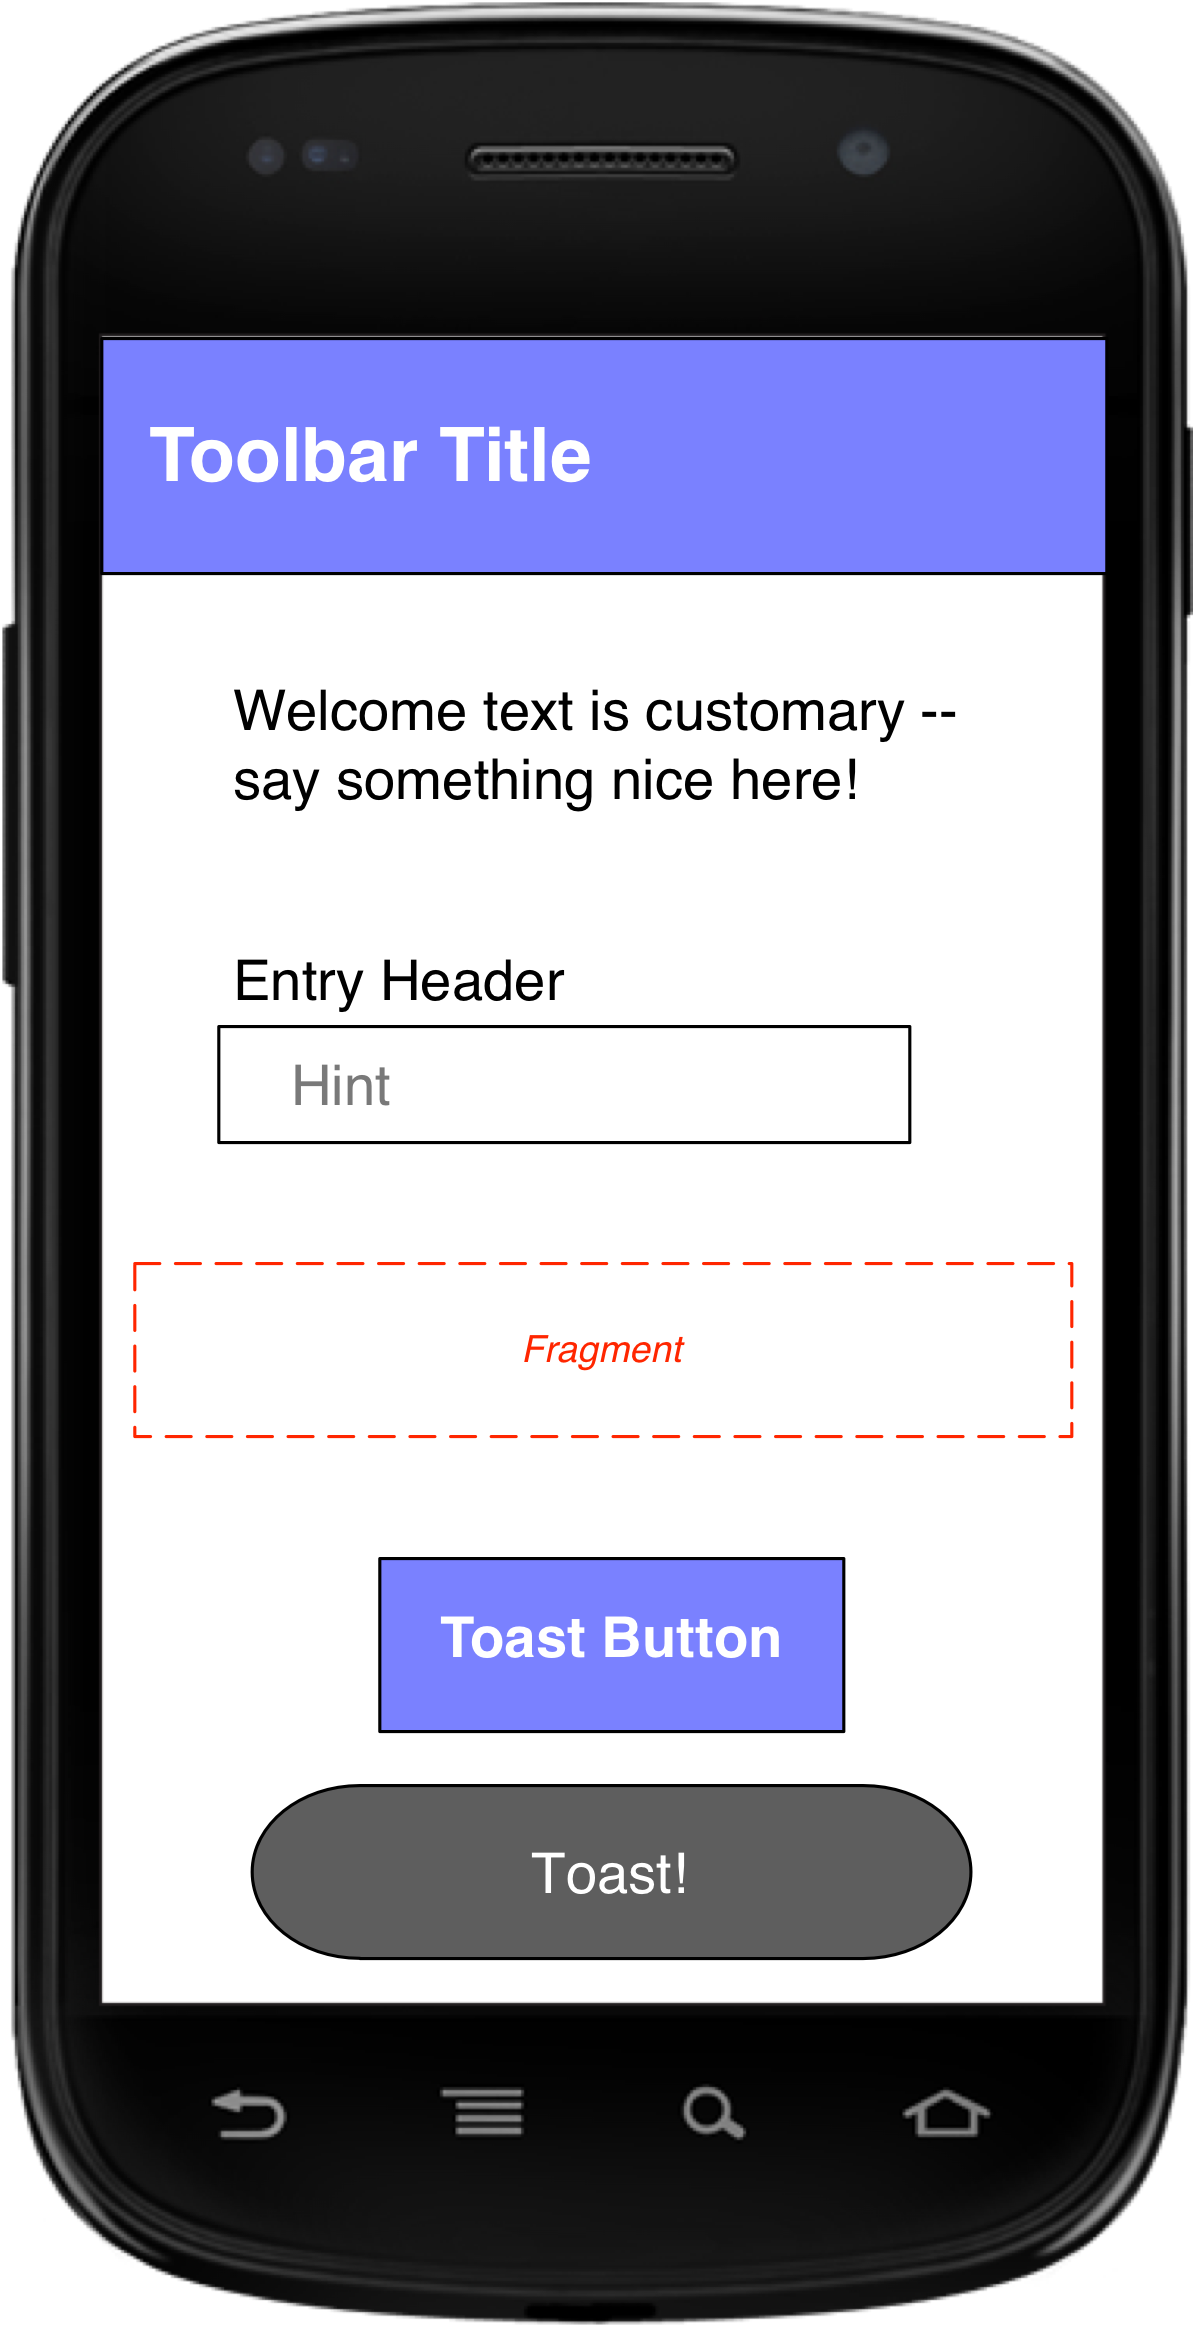 Toolbar Title
Welcome text is customary --
say something nice here!
Entry Header
Hint
Fragment
Toast Button
Toast!